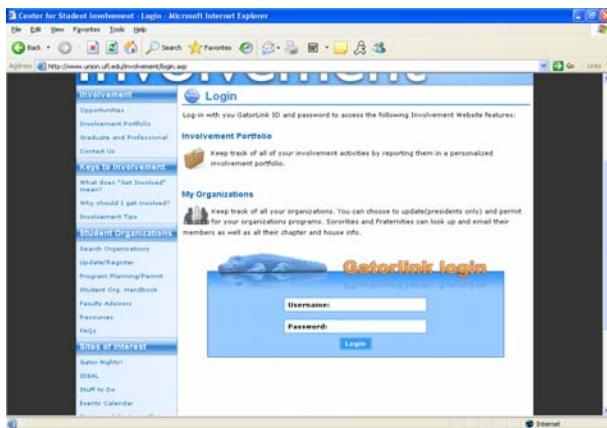 Center for Student Involvement - Login - Microsoft Internet Explorer
File Edit View Favorites Tools Help
Back Search Favorites
Address http://www.union.ufl.edu/involvement/login.asp Go Links
Involvement
Involvement
Opportunities
Involvement Portfolio
Graduate and Professional
Contact Us
Keys to Involvement
What does "Get Involved" mean?
Why should I get involved?
Involvement Tips
Student Organizations
Search Organizations
Update/Register
Program Planning/Permit
Student Org. Handbook
Faculty Advisors
Resources
FAQs
Sites of Interest
Gator Nights!
IDEAL
Stuff to Do
Events Calendar
Login
Log-in with you GatorLink ID and password to access the following Involvement Website features:
Involvement Portfolio
Keep track of all of your involvement activities by reporting them in a personalized
involvement portfolio.
My Organizations
Keep track of all your organizations. You can choose to update(presidents only) and permit
for your organizations programs. Sororities and Fraternities can look up and email their
members as well as all their chapter and house info.
Gatorlink login
Username:
Password:
Login
Internet